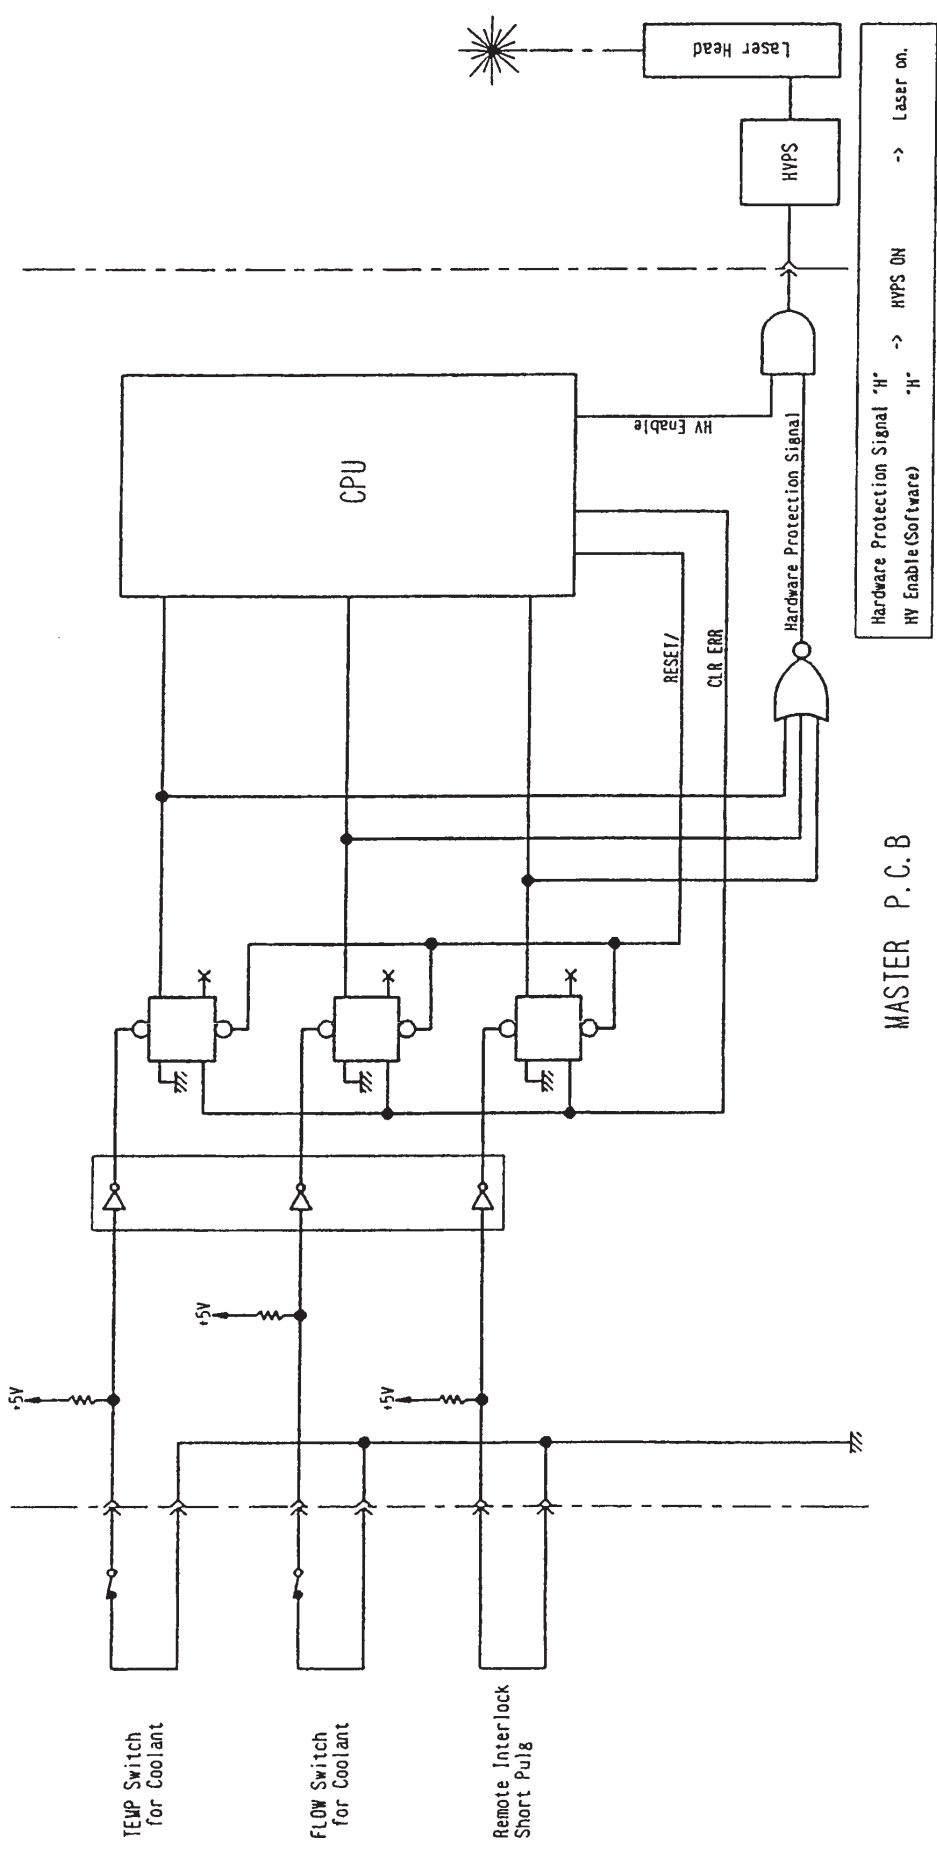 TEMP Switch
for Coolant
FLOW Switch
for Coolant
Remote Interlock
Short Pulg
+5V
+5V
+5V
CPU
RESET/
CLR ERR
HV Enable
Hardware Protection Signal
HVPS
Laser Head
MASTER P.C.B
Hardware Protection Signal "H" -> HVPS ON -> Laser on.
HV Enable(Software) "H"